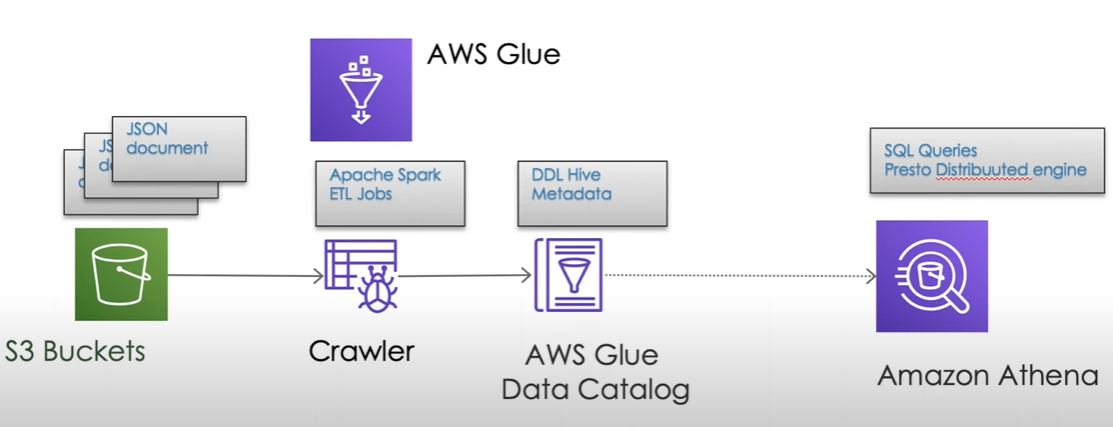 AWS Glue
JSON
document
JS
d
Apache Spark
ETL Jobs
DDL Hive
Metadata
SQL Queries
Presto Distribuuted engine
S3 Buckets
Crawler
AWS Glue
Data Catalog
Amazon Athena